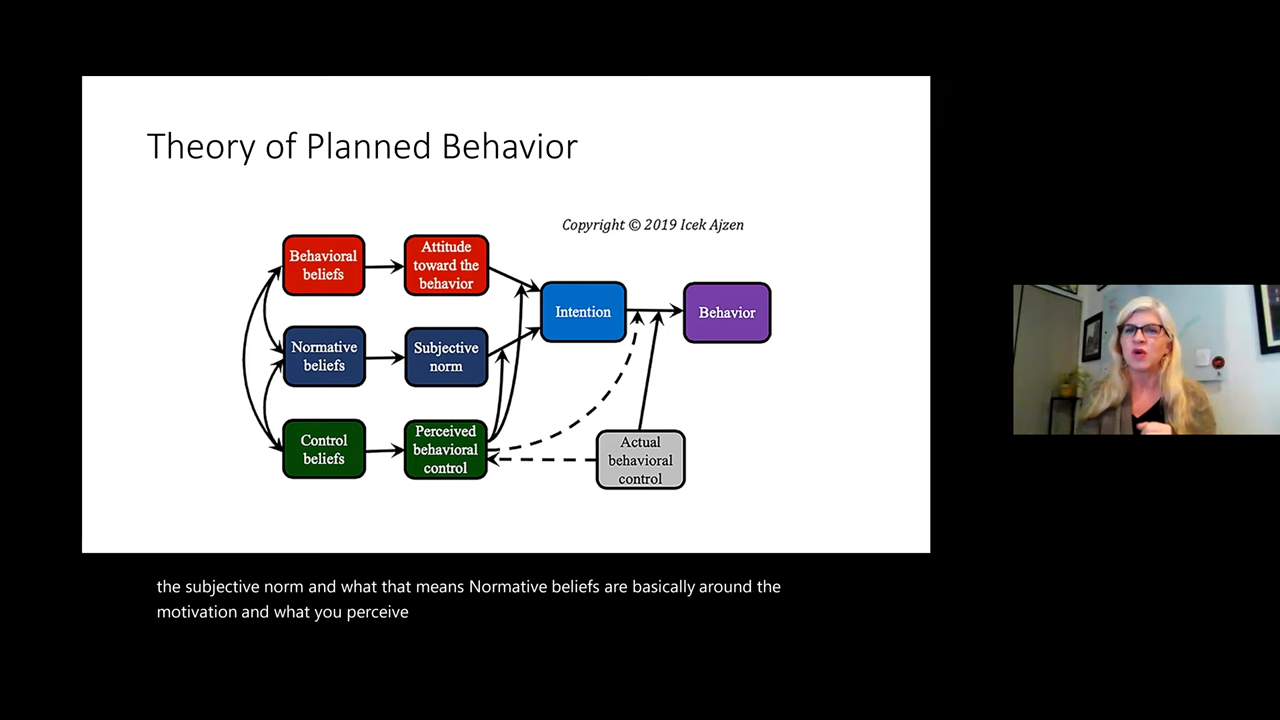 Theory of Planned Behavior
Copyright © 2019 Icek Ajzen
Behavioral
beliefs
Attitude
toward the
behavior
Intention
Behavior
Normative
beliefs
Subjective
norm
Control
beliefs
Perceived
behavioral
control
Actual
behavioral
control
the subjective norm and what that means Normative beliefs are basically around the
motivation and what you perceive